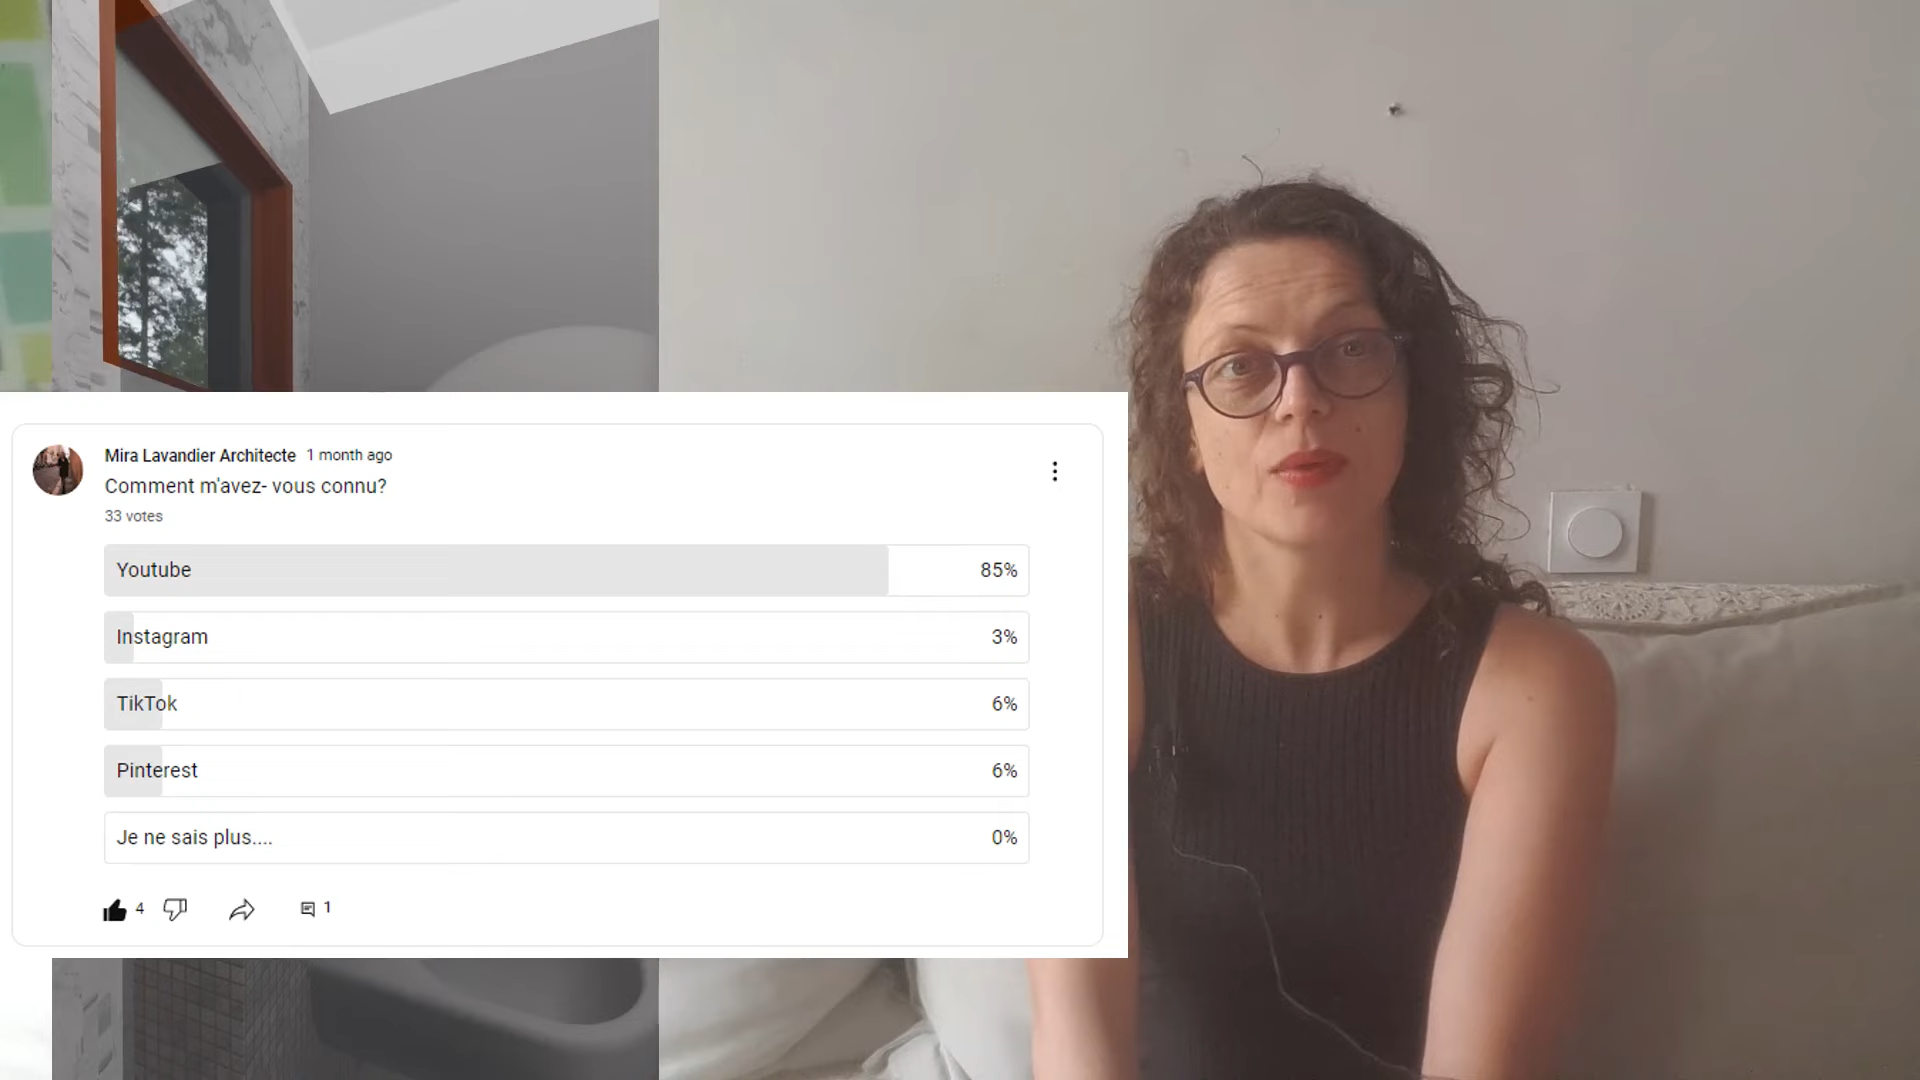 Mira Lavandier Architecte 1 month ago
Comment m'avez- vous connu?
33 votes
Youtube 85%
Instagram 3%
TikTok 6%
Pinterest 6%
Je ne sais plus.... 0%
4 1